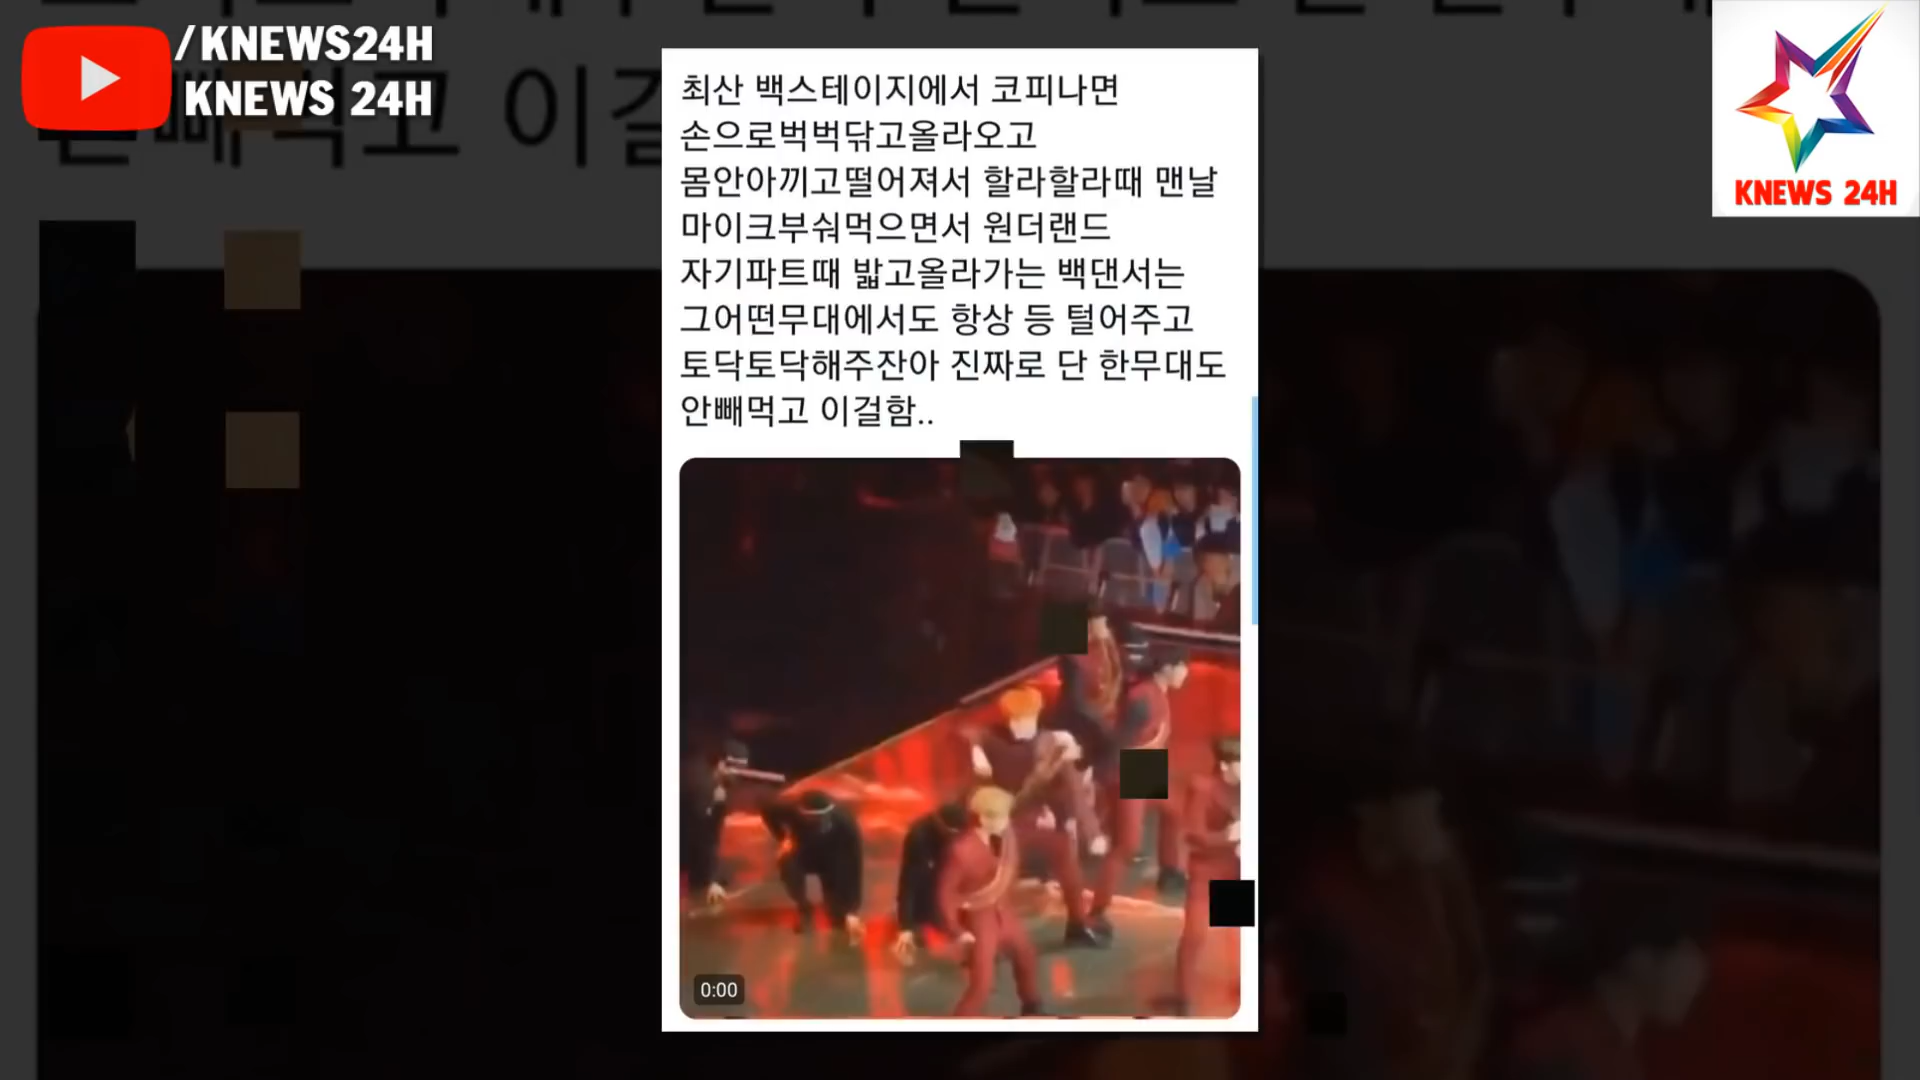 /KNEWS24H
KNEWS 24H
최산 백스테이지에서 코피나면
손으로벅벅닦고올라오고
몸안아끼고떨어져서 할라할라때 맨날
마이크부숴먹으면서 원더랜드
자기파트때 밟고올라가는 백댄서는
그어떤무대에서도 항상 등 털어주고
토닥토닥해주잔아 진짜로 단 한무대도
안빼먹고 이걸함..
0:00
KNEWS 24H